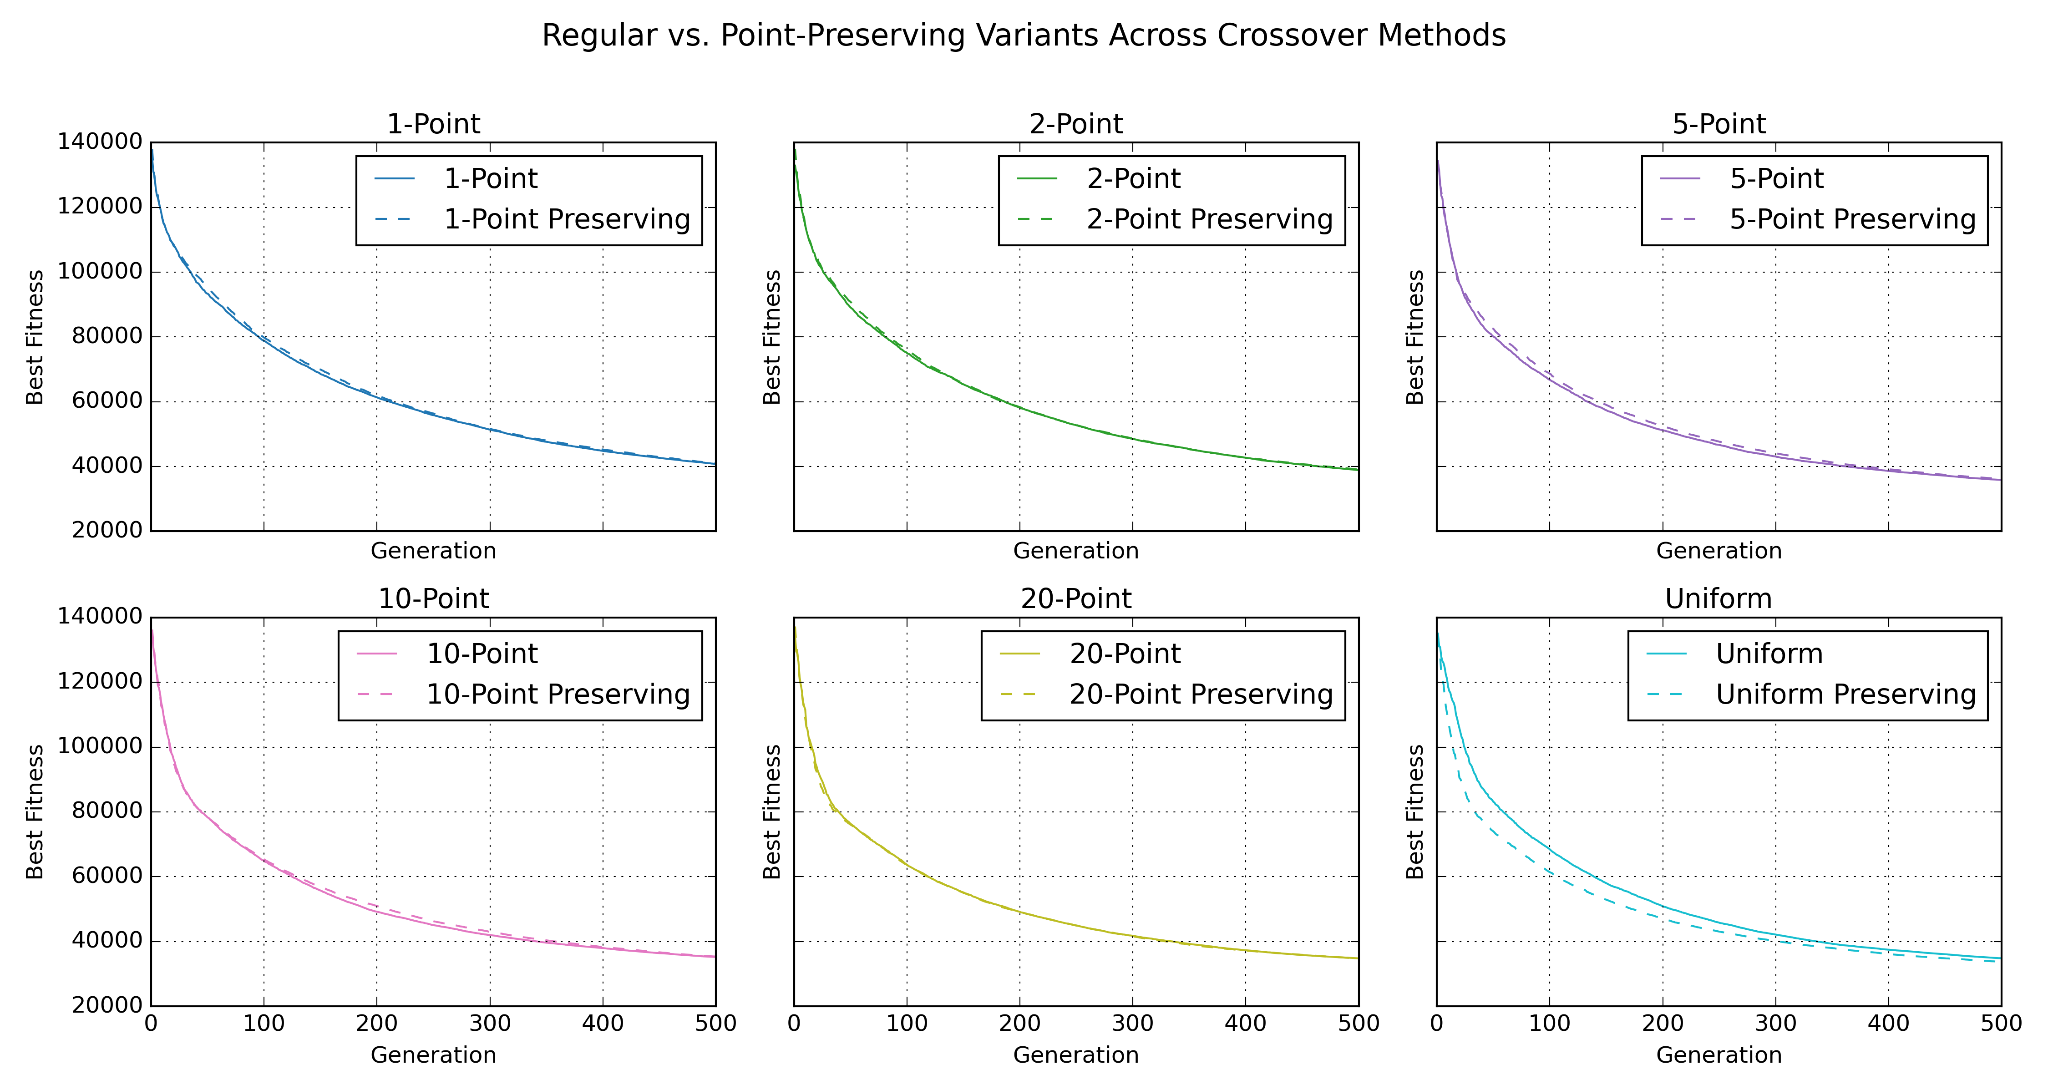 Regular vs. Point-Preserving Variants Across Crossover Methods
1-Point
140000
120000
100000
80000
60000
40000
20000
Best Fitness
1-Point
1-Point Preserving
Generation
2-Point
Best Fitness
2-Point
2-Point Preserving
Generation
5-Point
Best Fitness
5-Point
5-Point Preserving
Generation
10-Point
140000
120000
100000
80000
60000
40000
20000
Best Fitness
10-Point
10-Point Preserving
0 100 200 300 400 500
Generation
20-Point
Best Fitness
20-Point
20-Point Preserving
0 100 200 300 400 500
Generation
Uniform
Best Fitness
Uniform
Uniform Preserving
0 100 200 300 400 500
Generation